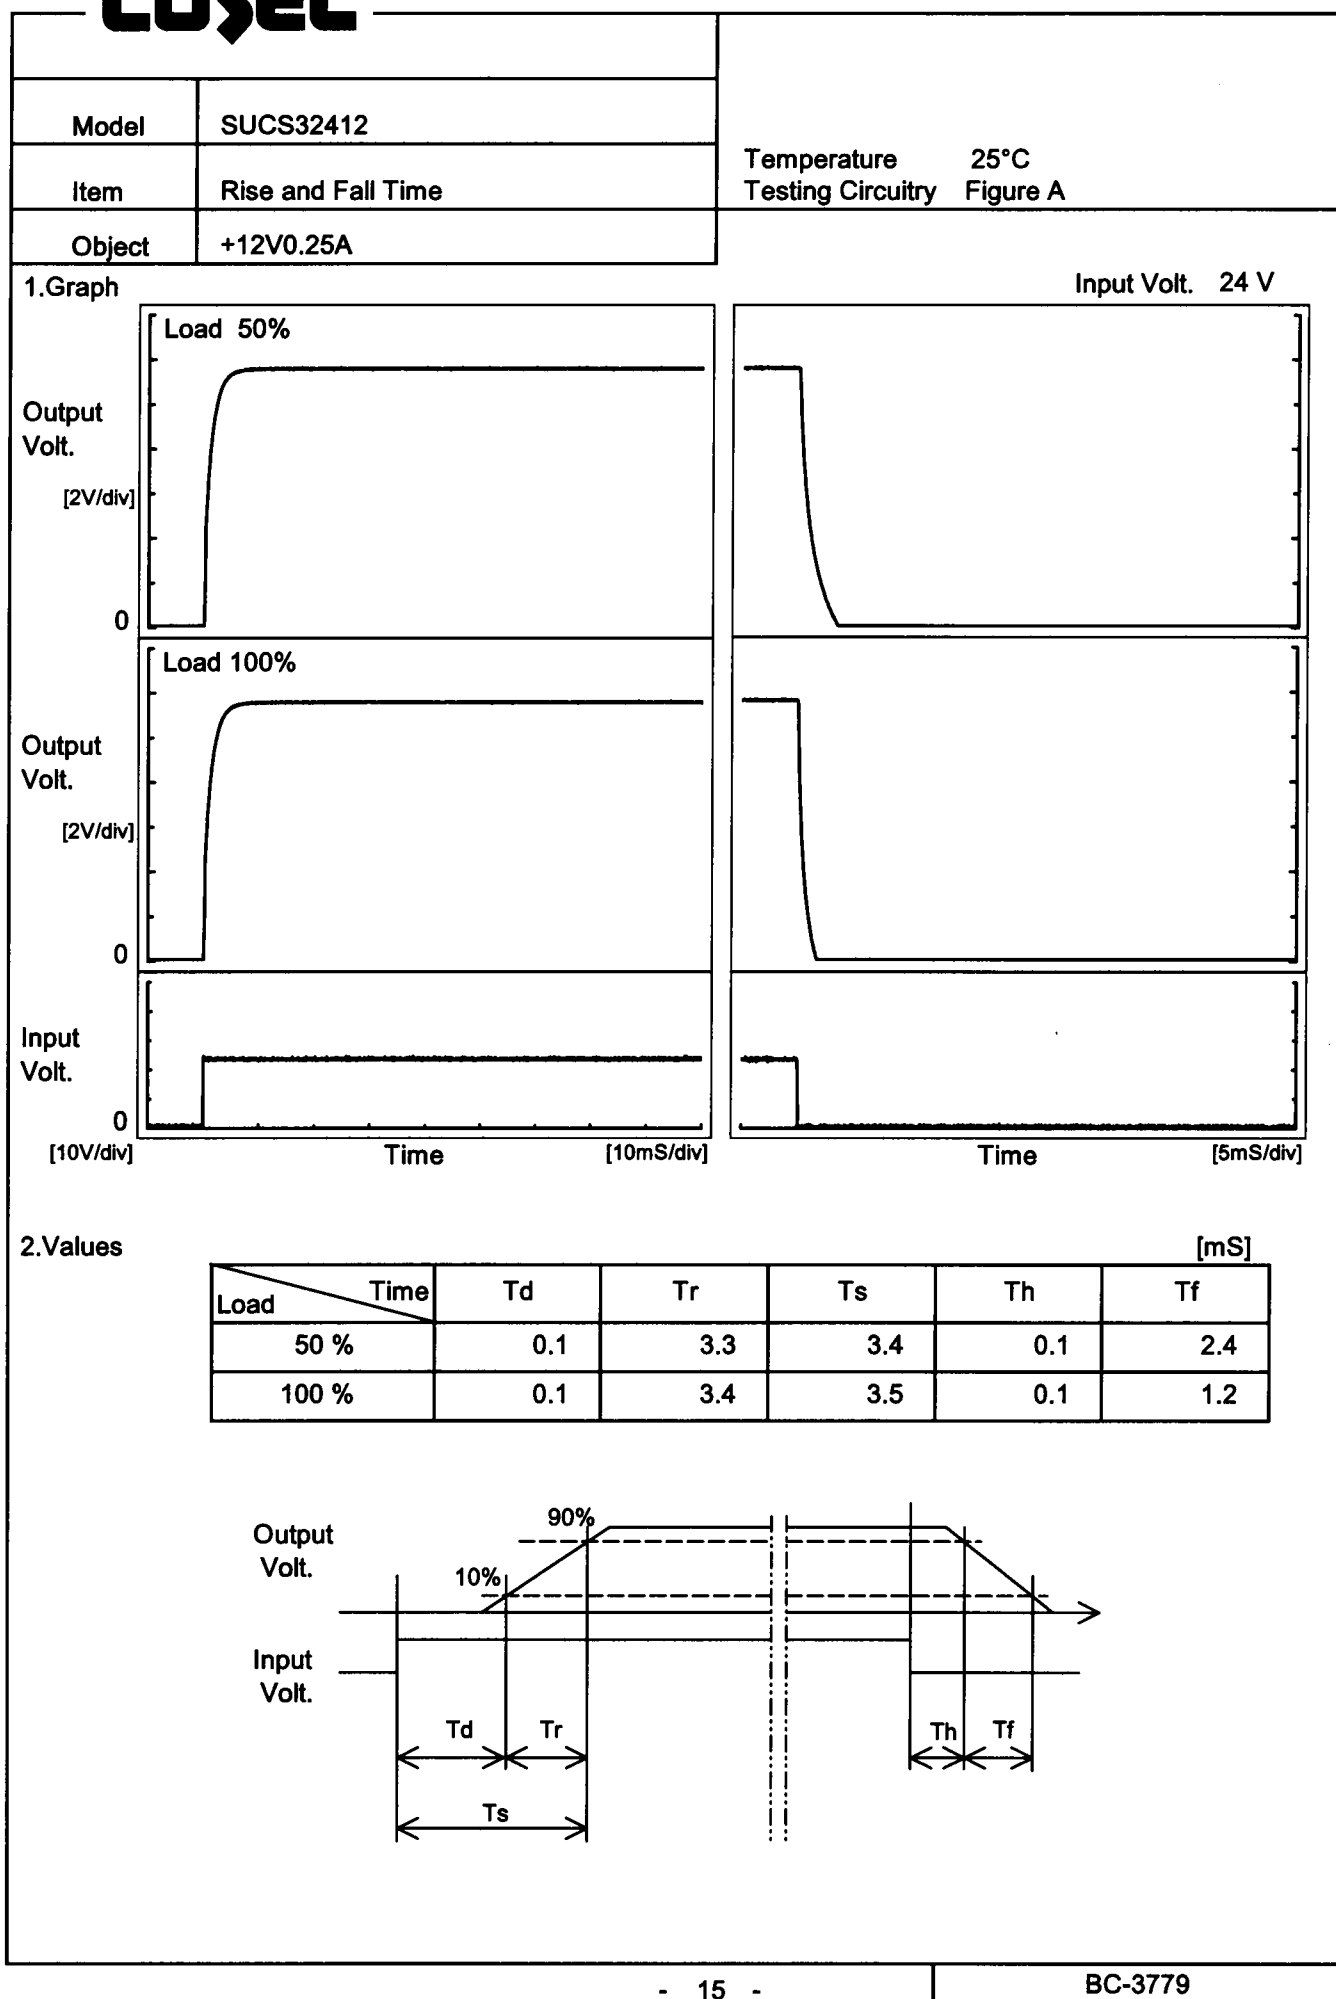 COSEL
Model SUCS32412
Item Rise and Fall Time
Object +12V0.25A
Temperature 25°C
Testing Circuitry Figure A
1.Graph
Input Volt. 24 V
Load 50%
Output
Volt.
[2V/div]
0
Load 100%
Output
Volt.
[2V/div]
0
Input
Volt.
0
[10V/div] Time [10mS/div] Time [5mS/div]
2.Values [mS]
Time
Load Td Tr Ts Th Tf
50 % 0.1 3.3 3.4 0.1 2.4
100 % 0.1 3.4 3.5 0.1 1.2
90%
Output
Volt.
10%
Input
Volt.
Td Tr Th Tf
Ts
- 15 - BC-3779